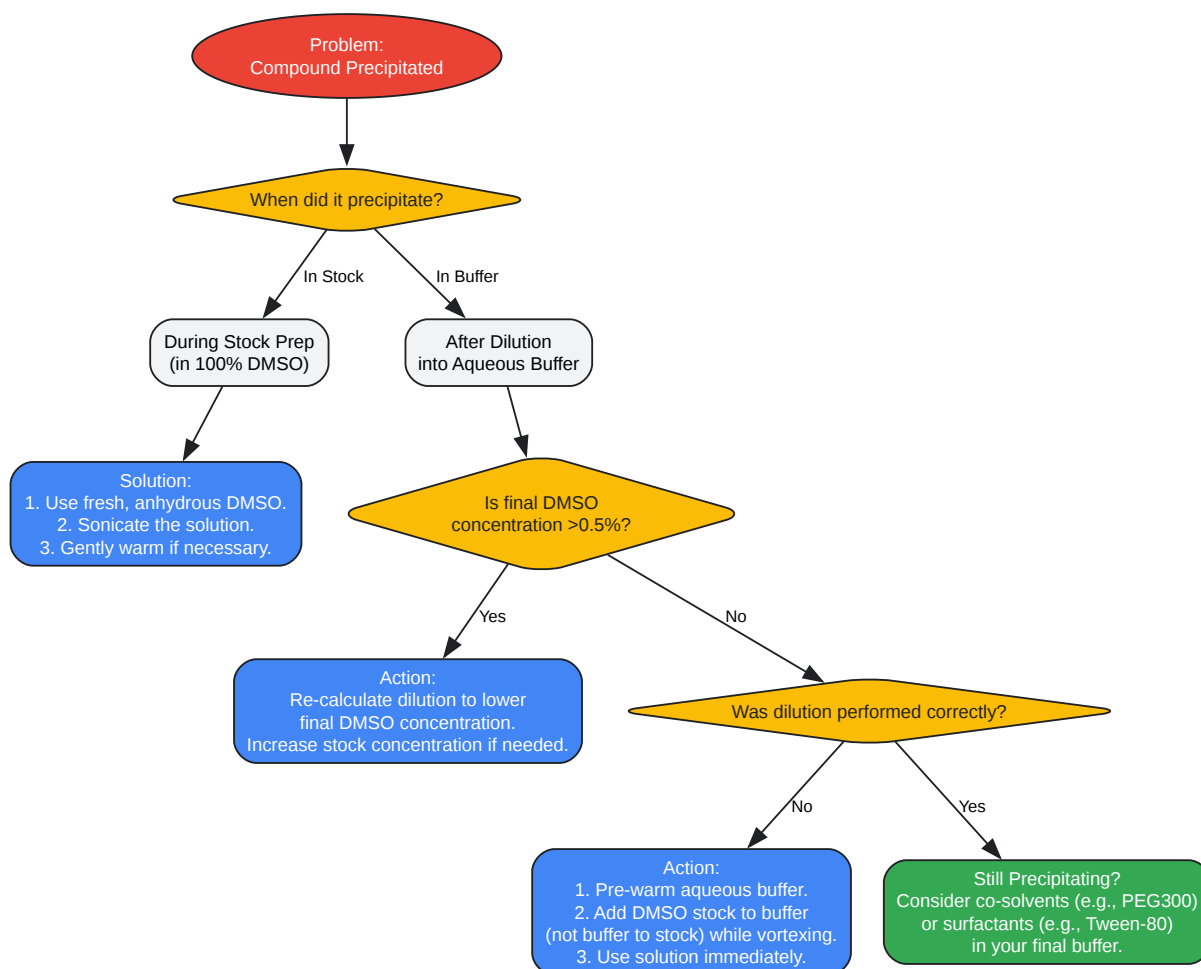 Problem:
Compound Precipitated
When did it precipitate?
In Stock
In Buffer
During Stock Prep
(in 100% DMSO)
After Dilution
into Aqueous Buffer
Solution:
1. Use fresh, anhydrous DMSO.
2. Sonicate the solution.
3. Gently warm if necessary.
Is final DMSO
concentration >0.5%?
Yes
No
Action:
Re-calculate dilution to lower
final DMSO concentration.
Increase stock concentration if needed.
Was dilution performed correctly?
No
Yes
Action:
1. Pre-warm aqueous buffer.
2. Add DMSO stock to buffer
(not buffer to stock) while vortexing.
3. Use solution immediately.
Still Precipitating?
Consider co-solvents (e.g., PEG300)
or surfactants (e.g., Tween-80)
in your final buffer.